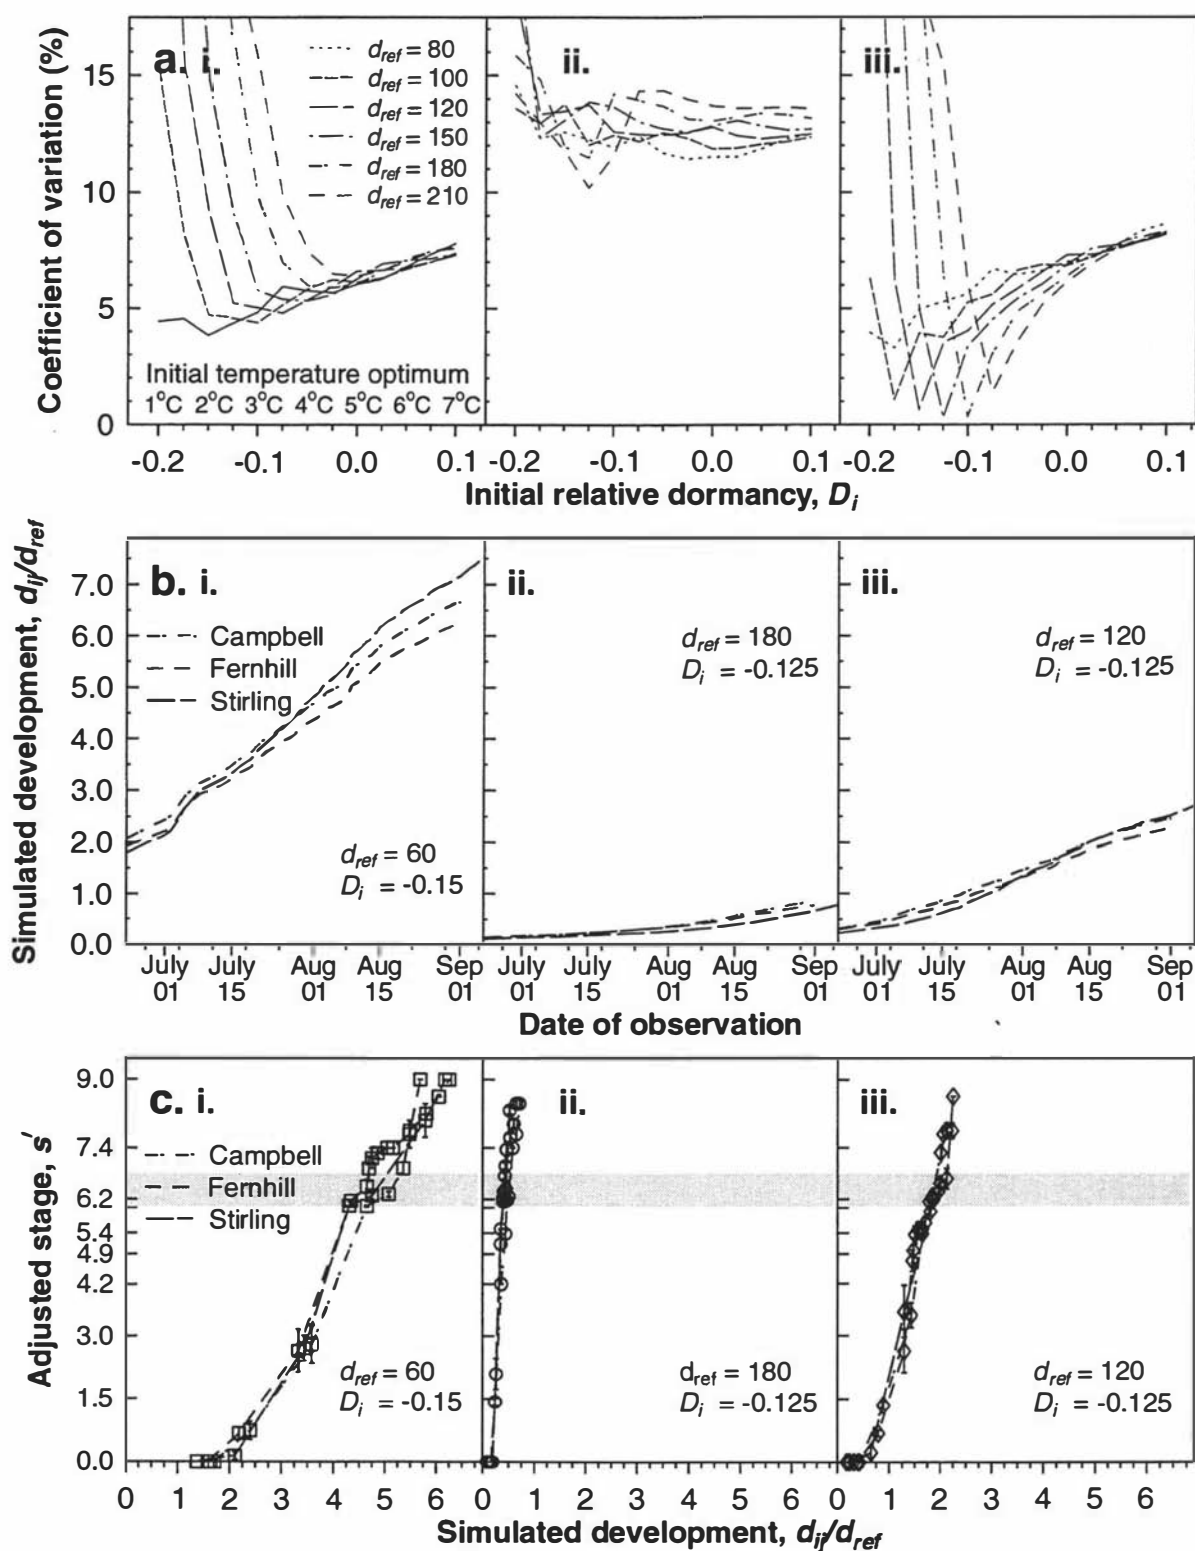 Coefficient of variation (%)
15
10
5
0
a. i.
d_ref = 80
d_ref = 100
d_ref = 120
d_ref = 150
d_ref = 180
d_ref = 210
Initial temperature optimum
1°C 2°C 3°C 4°C 5°C 6°C 7°C
ii.
iii.
-0.2 -0.1 0.0 0.1
-0.2 -0.1 0.0 0.1
-0.2 -0.1 0.0 0.1
Initial relative dormancy, D_i
Simulated development, d_ij/d_ref
7.0
6.0
5.0
4.0
3.0
2.0
1.0
0.0
b. i.
Campbell
Fernhill
Stirling
d_ref = 60
D_i = -0.15
ii.
d_ref = 180
D_i = -0.125
iii.
d_ref = 120
D_i = -0.125
July 01 July 15 Aug 01 Aug 15 Sep 01
July 01 July 15 Aug 01 Aug 15 Sep 01
July 01 July 15 Aug 01 Aug 15 Sep 01
Date of observation
Adjusted stage, s'
9.0
7.4
6.2
5.4
4.9
4.2
3.0
1.5
0.0
c. i.
Campbell
Fernhill
Stirling
d_ref = 60
D_i = -0.15
ii.
d_ref = 180
D_i = -0.125
iii.
d_ref = 120
D_i = -0.125
0 1 2 3 4 5 6
0 1 2 3 4 5 6
0 1 2 3 4 5 6
Simulated development, d_ij/d_ref